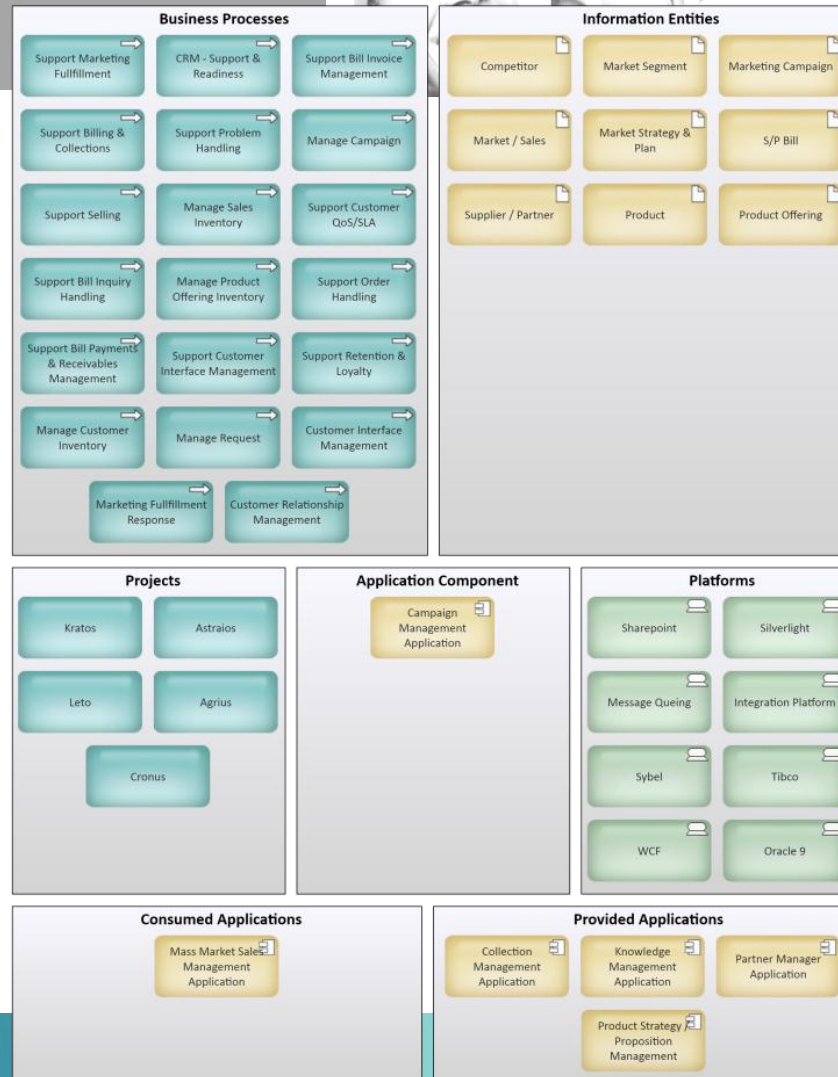 Business Processes
Support Marketing
Fullfillment
CRM - Support &
Readiness
Support Bill Invoice
Management
Support Billing &
Collections
Support Problem
Handling
Manage Campaign
Support Selling
Manage Sales
Inventory
Support Customer
QoS/SLA
Support Bill Inquiry
Handling
Manage Product
Offering Inventory
Support Order
Handling
Support Bill Payments
& Receivables
Management
Support Customer
Interface Management
Support Retention &
Loyalty
Manage Customer
Inventory
Manage Request
Customer Interface
Management
Marketing Fullfillment
Response
Customer Relationship
Management
Information Entities
Competitor
Market Segment
Marketing Campaign
Market / Sales
Market Strategy &
Plan
S/P Bill
Supplier / Partner
Product
Product Offering
Projects
Kratos
Astraios
Leto
Agrius
Cronus
Application Component
Campaign
Management
Application
Platforms
Sharepoint
Silverlight
Message Queing
Integration Platform
Sybel
Tibco
WCF
Oracle 9
Consumed Applications
Mass Market Sales
Management
Application
Provided Applications
Collection
Management
Application
Knowledge
Management
Application
Partner Manager
Application
Product Strategy /
Proposition
Management